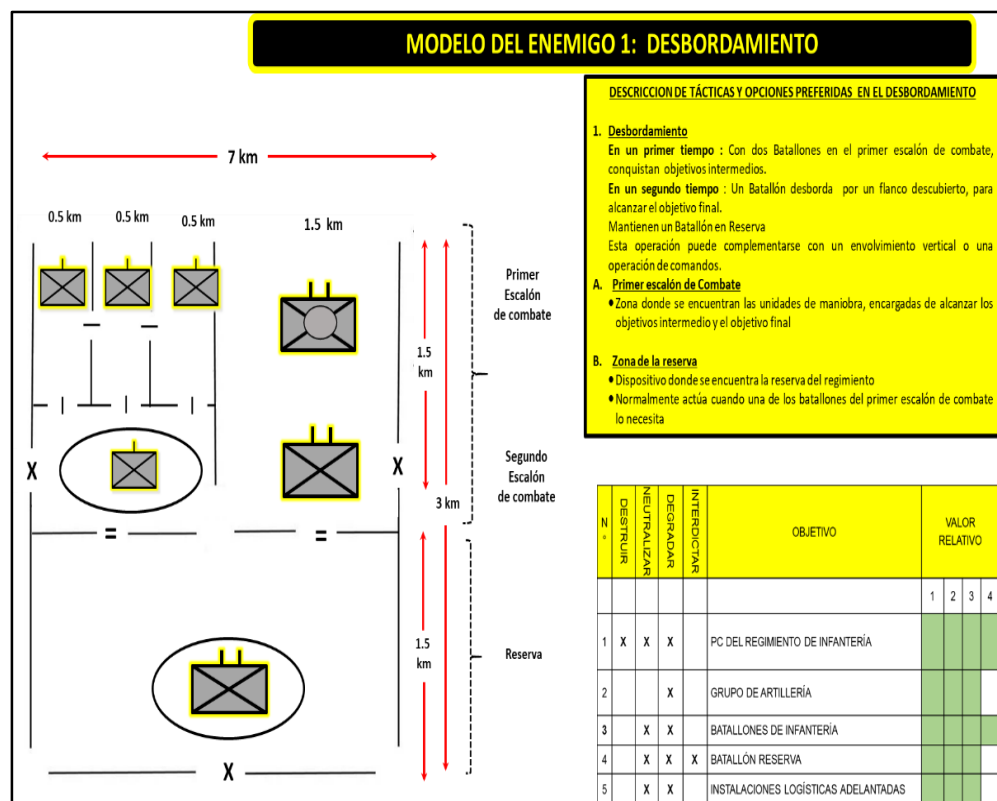 MODELO DEL ENEMIGO 1: DESBORDAMIENTO
DESCRICCION DE TÁCTICAS Y OPCIONES PREFERIDAS EN EL DESBORDAMIENTO
1. Desbordamiento
En un primer tiempo : Con dos Batallones en el primer escalón de combate,
conquistan objetivos intermedios.
En un segundo tiempo : Un Batallón desborda por un flanco descubierto, para
alcanzar el objetivo final.
Mantienen un Batallón en Reserva
Esta operación puede complementarse con un envolvimiento vertical o una
operación de comandos.
A. Primer escalón de Combate
• Zona donde se encuentran las unidades de maniobra, encargadas de alcanzar los
objetivos intermedio y el objetivo final
B. Zona de la reserva
• Dispositivo donde se encuentra la reserva del regimiento
• Normalmente actúa cuando una de los batallones del primer escalón de combate
lo necesita
7 km
0.5 km 0.5 km 0.5 km 1.5 km
Primer
Escalón
de combate
1.5
km
Segundo
Escalón
de combate
X X
3 km
= =
1.5
km
Reserva
X
N° DESTRUIR NEUTRALIZAR DEGRADAR INTERDICTAR OBJETIVO VALOR
RELATIVO
1 2 3 4
1 X X X PC DEL REGIMIENTO DE INFANTERÍA
2 X GRUPO DE ARTILLERÍA
3 X X BATALLONES DE INFANTERÍA
4 X X X BATALLÓN RESERVA
5 X X INSTALACIONES LOGÍSTICAS ADELANTADAS